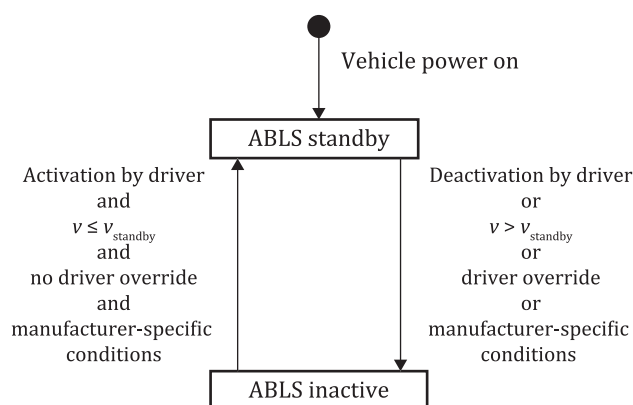 Vehicle power on
ABLS standby
Activation by driver
and
v ≤ vstandby
and
no driver override
and
manufacturer-specific
conditions
Deactivation by driver
or
v > vstandby
or
driver override
or
manufacturer-specific
conditions
ABLS inactive